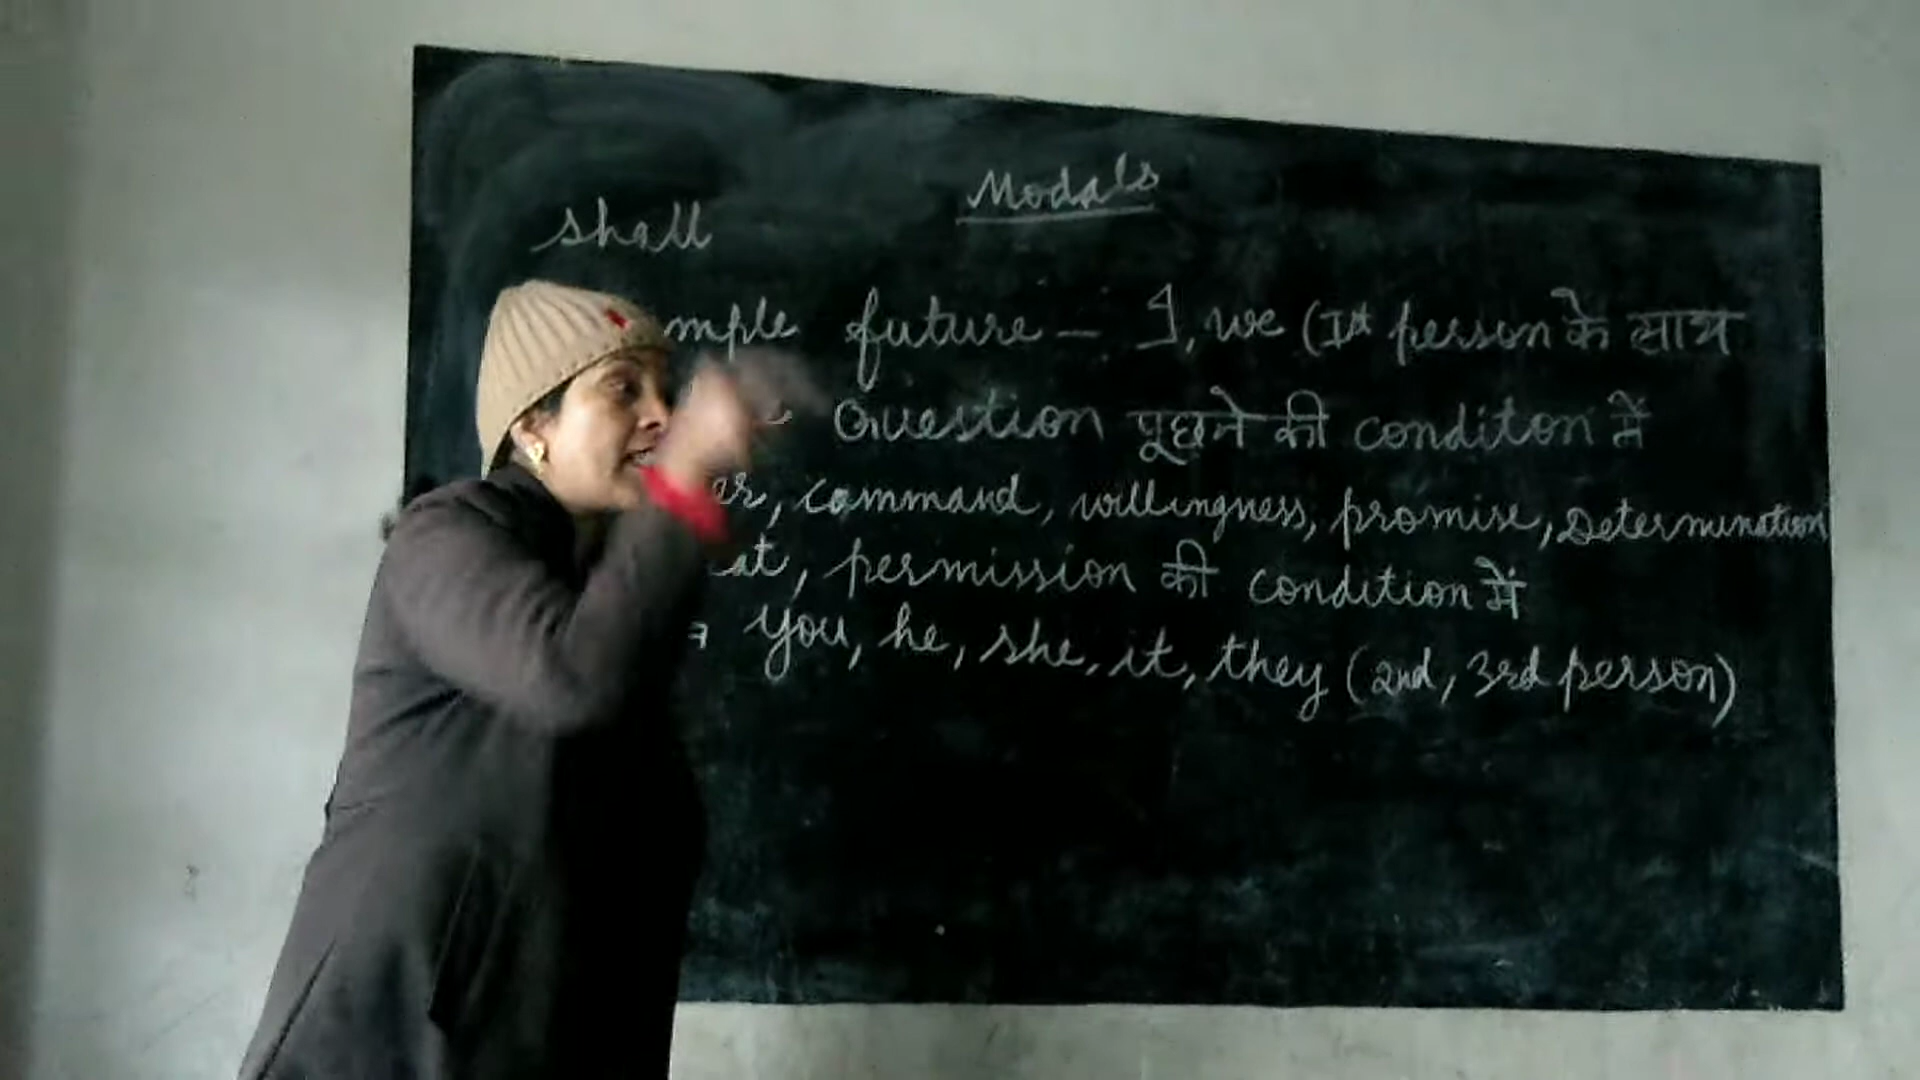 Modals
shall
mple future - I, we (Ist person के साथ
Question पूछने की conditon में
er, command, willingness, promise, Determination
at, permission की condition में
you, he, she, it, they (2nd, 3rd person)